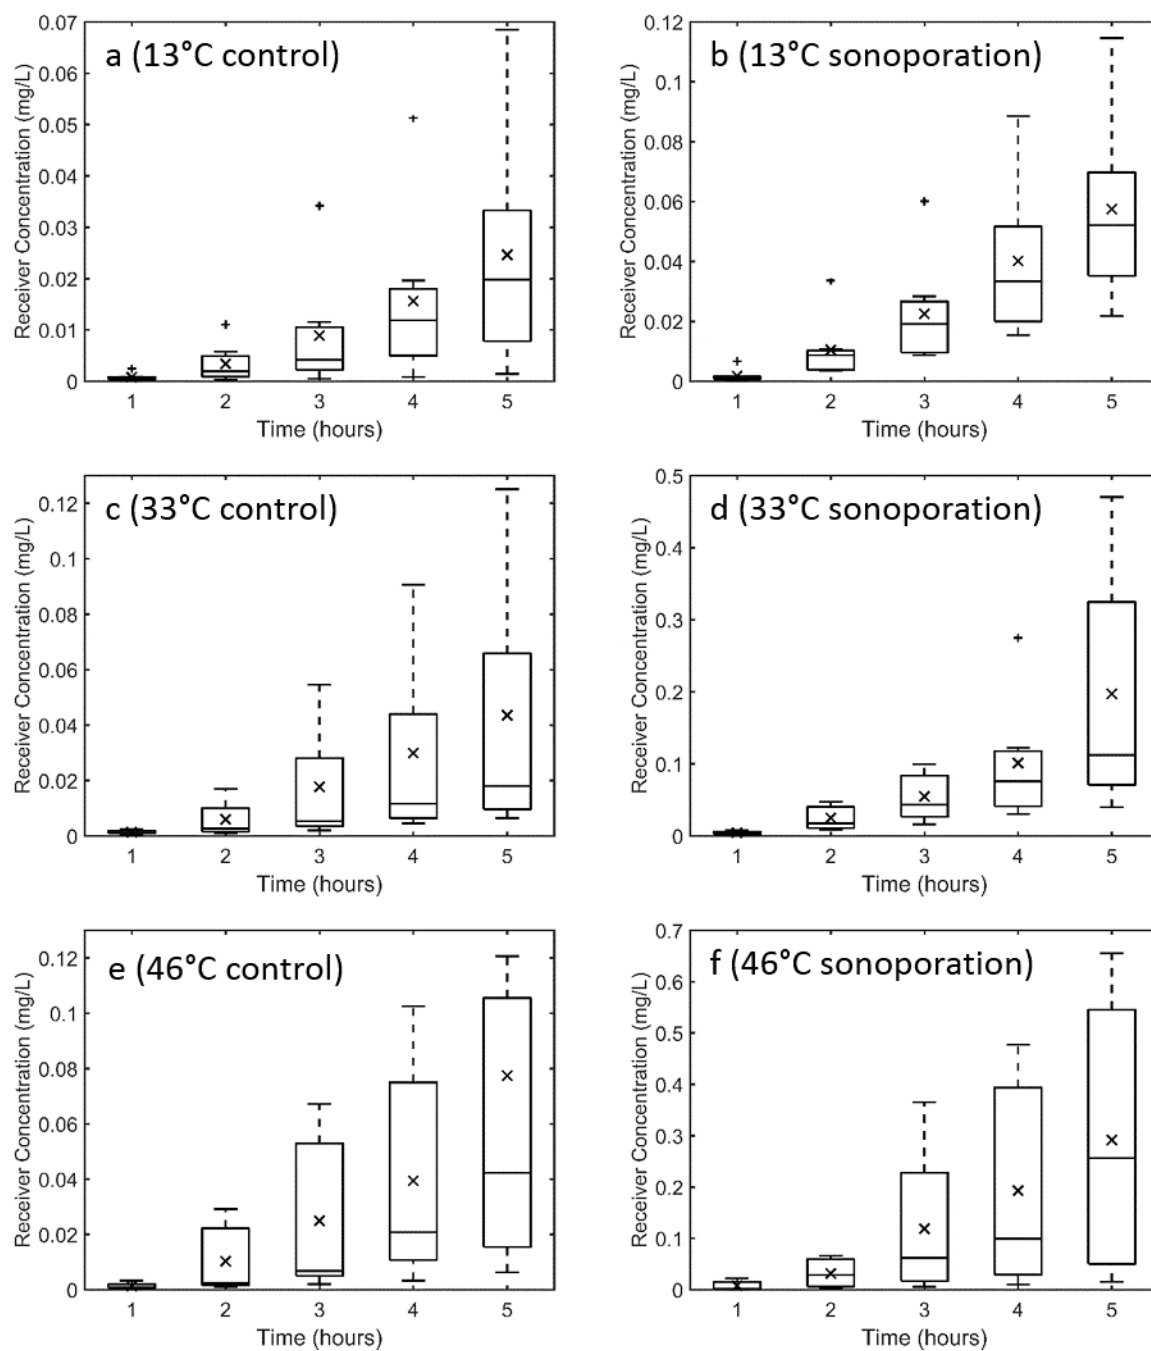 a (13°C control)
Receiver Concentration (mg/L)
0.07
0.06
0.05
0.04
0.03
0.02
0.01
0
1 2 3 4 5
Time (hours)
b (13°C sonoporation)
Receiver Concentration (mg/L)
0.12
0.1
0.08
0.06
0.04
0.02
0
1 2 3 4 5
Time (hours)
c (33°C control)
Receiver Concentration (mg/L)
0.12
0.1
0.08
0.06
0.04
0.02
0
1 2 3 4 5
Time (hours)
d (33°C sonoporation)
Receiver Concentration (mg/L)
0.5
0.4
0.3
0.2
0.1
0
1 2 3 4 5
Time (hours)
e (46°C control)
Receiver Concentration (mg/L)
0.12
0.1
0.08
0.06
0.04
0.02
0
1 2 3 4 5
Time (hours)
f (46°C sonoporation)
Receiver Concentration (mg/L)
0.7
0.6
0.5
0.4
0.3
0.2
0.1
0
1 2 3 4 5
Time (hours)